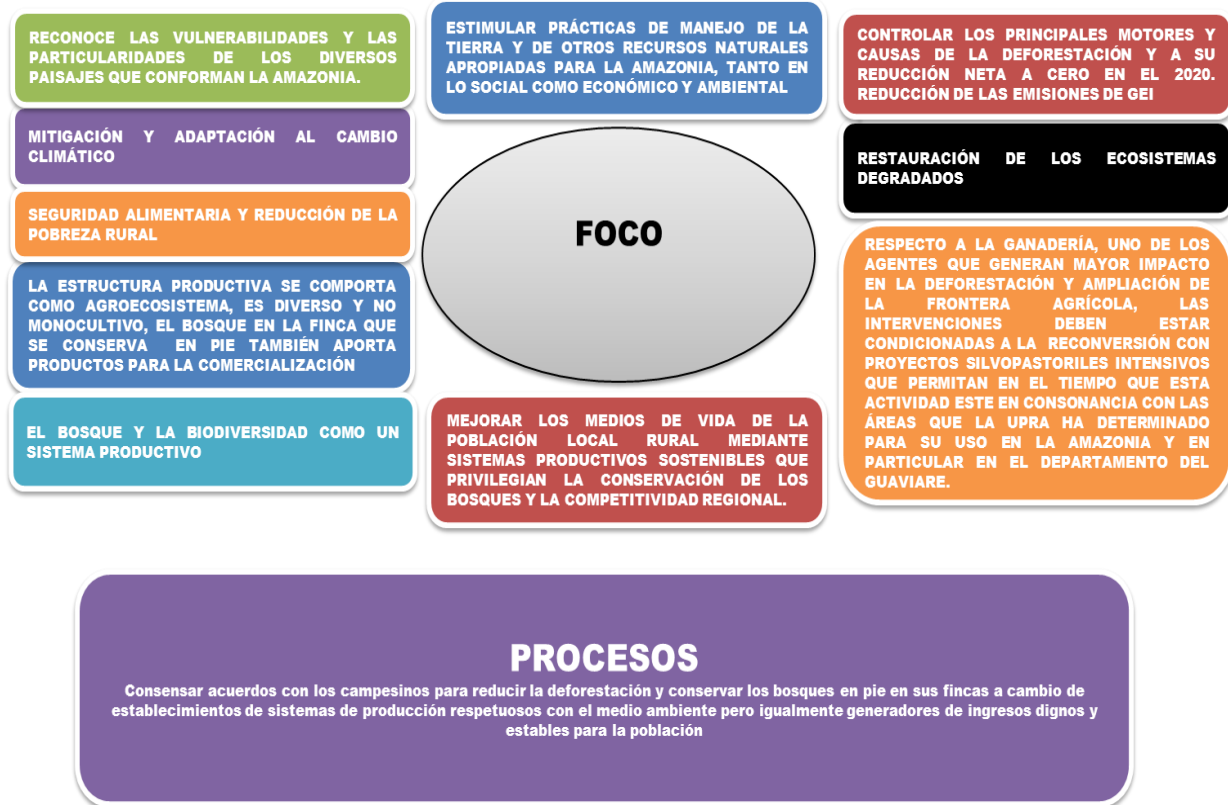 RECONOCE LAS VULNERABILIDADES Y LAS
PARTICULARIDADES DE LOS DIVERSOS
PAISAJES QUE CONFORMAN LA AMAZONIA.
MITIGACIÓN Y ADAPTACIÓN AL CAMBIO
CLIMÁTICO
SEGURIDAD ALIMENTARIA Y REDUCCIÓN DE LA
POBREZA RURAL
LA ESTRUCTURA PRODUCTIVA SE COMPORTA
COMO AGROECOSISTEMA, ES DIVERSO Y NO
MONOCULTIVO, EL BOSQUE EN LA FINCA QUE
SE CONSERVA EN PIE TAMBIÉN APORTA
PRODUCTOS PARA LA COMERCIALIZACIÓN
EL BOSQUE Y LA BIODIVERSIDAD COMO UN
SISTEMA PRODUCTIVO
ESTIMULAR PRÁCTICAS DE MANEJO DE LA
TIERRA Y DE OTROS RECURSOS NATURALES
APROPIADAS PARA LA AMAZONIA, TANTO EN
LO SOCIAL COMO ECONÓMICO Y AMBIENTAL
FOCO
MEJORAR LOS MEDIOS DE VIDA DE LA
POBLACIÓN LOCAL RURAL MEDIANTE
SISTEMAS PRODUCTIVOS SOSTENIBLES QUE
PRIVILEGIAN LA CONSERVACIÓN DE LOS
BOSQUES Y LA COMPETITIVIDAD REGIONAL.
CONTROLAR LOS PRINCIPALES MOTORES Y
CAUSAS DE LA DEFORESTACIÓN Y A SU
REDUCCIÓN NETA A CERO EN EL 2020.
REDUCCIÓN DE LAS EMISIONES DE GEI
RESTAURACIÓN DE LOS ECOSISTEMAS
DEGRADADOS
RESPECTO A LA GANADERÍA, UNO DE LOS
AGENTES QUE GENERAN MAYOR IMPACTO
EN LA DEFORESTACIÓN Y AMPLIACIÓN DE
LA FRONTERA AGRÍCOLA, LAS
INTERVENCIONES DEBEN ESTAR
CONDICIONADAS A LA RECONVERSIÓN CON
PROYECTOS SILVOPASTORILES INTENSIVOS
QUE PERMITAN EN EL TIEMPO QUE ESTA
ACTIVIDAD ESTE EN CONSONANCIA CON LAS
ÁREAS QUE LA UPRA HA DETERMINADO
PARA SU USO EN LA AMAZONIA Y EN
PARTICULAR EN EL DEPARTAMENTO DEL
GUAVIARE.
PROCESOS
Consensar acuerdos con los campesinos para reducir la deforestación y conservar los bosques en pie en sus fincas a cambio de
establecimientos de sistemas de producción respetuosos con el medio ambiente pero igualmente generadores de ingresos dignos y
estables para la población